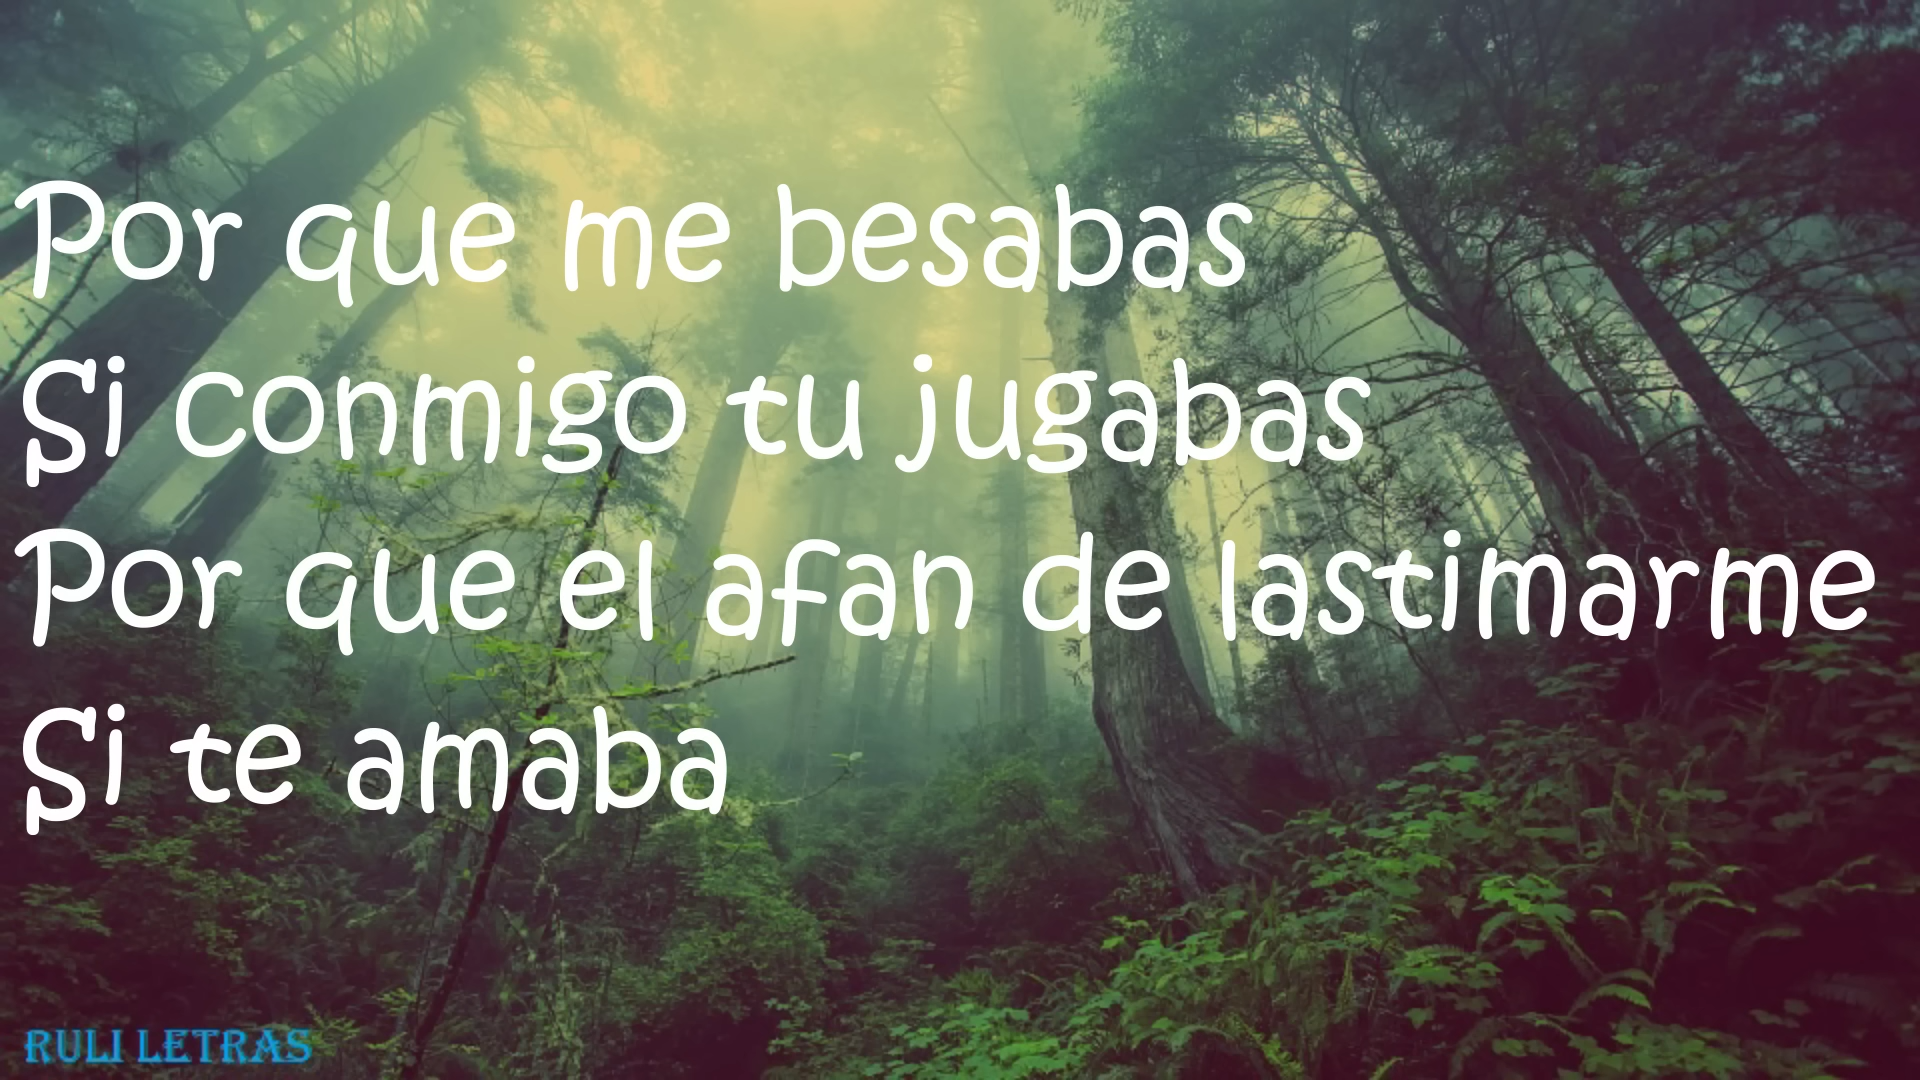 Por que me besabas
Si conmigo tu jugabas
Por que el afan de lastimarme
Si te amaba
RULI LETRAS